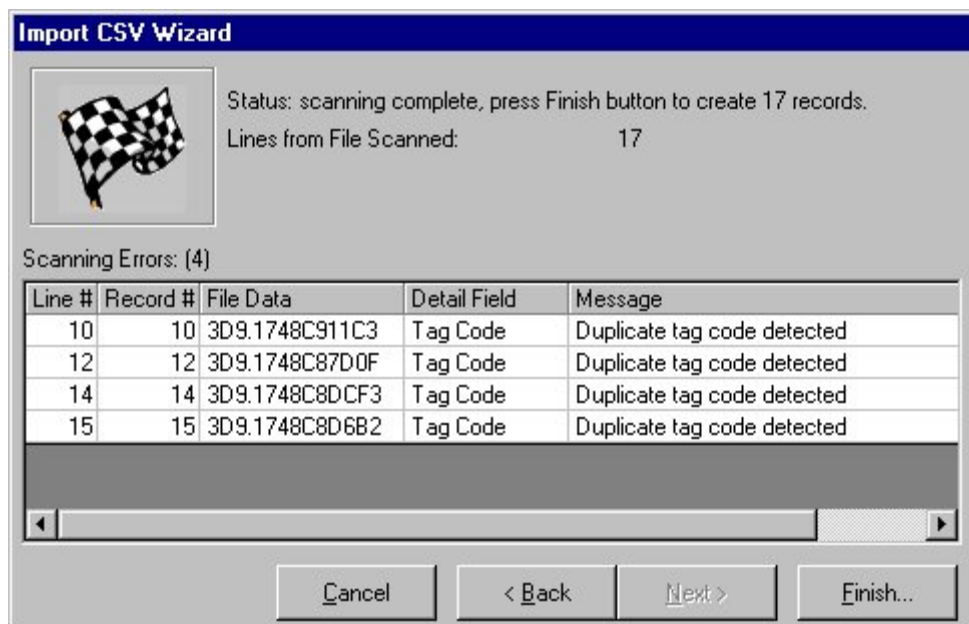 Import CSV Wizard
Status: scanning complete, press Finish button to create 17 records.
Lines from File Scanned: 17
Scanning Errors: (4)
Line # Record # File Data Detail Field Message
10 10 3D9.1748C911C3 Tag Code Duplicate tag code detected
12 12 3D9.1748C87D0F Tag Code Duplicate tag code detected
14 14 3D9.1748C8DCF3 Tag Code Duplicate tag code detected
15 15 3D9.1748C8D6B2 Tag Code Duplicate tag code detected
Cancel < Back Next > Finish...